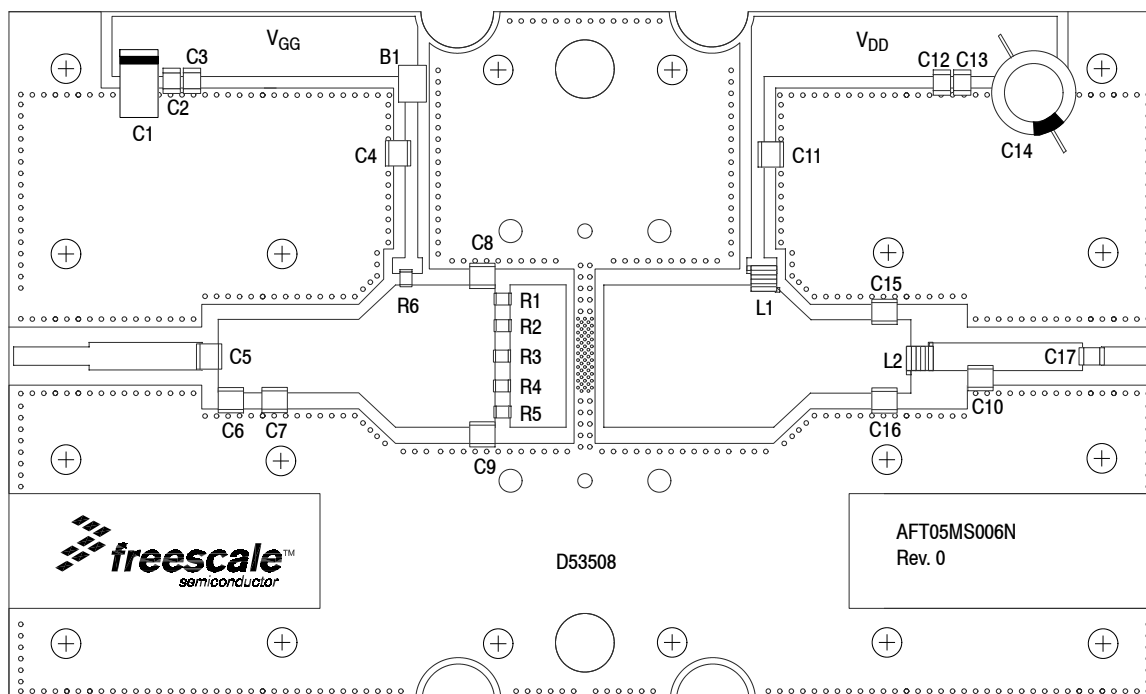 VGG
VDD
C3
B1
C12 C13
C2
C1
C4
C11
C14
C8
C15
R6
L1
R1
R2
C5
R3
L2
C17
R4
C6
C7
R5
C10
C16
C9
freescale™
semiconductor
D53508
AFT05MS006N
Rev. 0